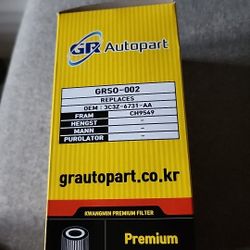 GR Autopart
GRSO-002
REPLACES
OEM : 3C3Z-6731-AA
FRAM CH9549
HENGST -
MANN -
PUROLATOR -
grautopart.co.kr
KWANGMIN PREMIUM FILTER
Premium